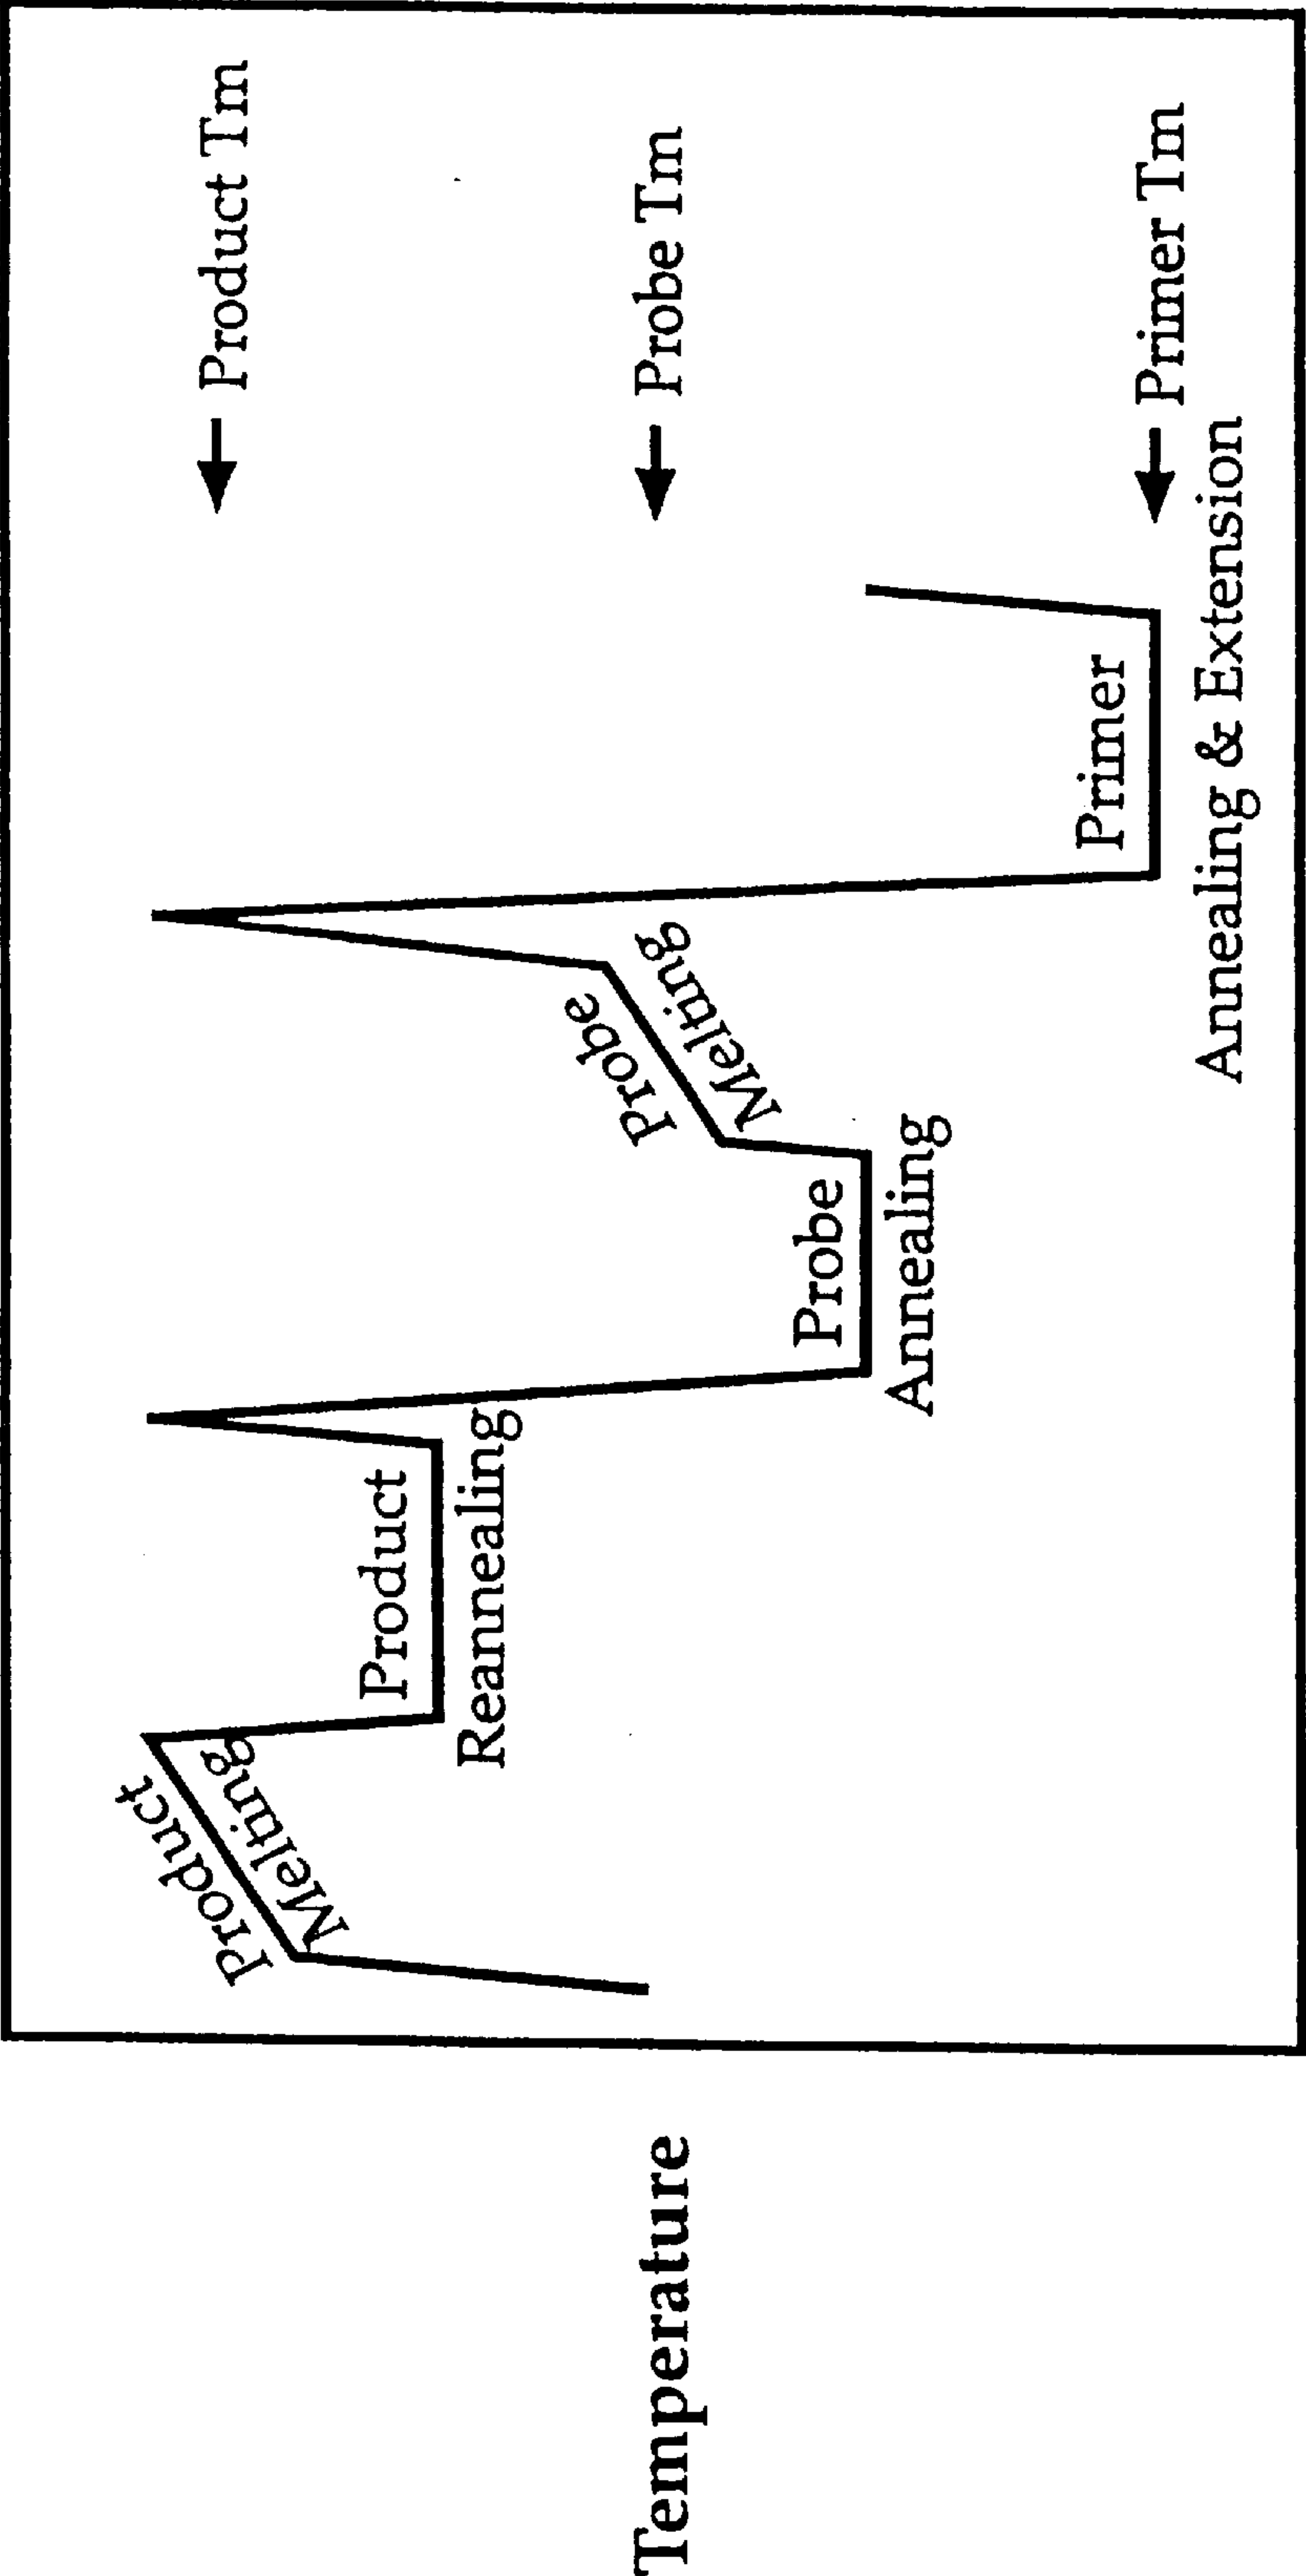 Temperature
Product
Melting
Product
Reannealing
Probe
Annealing
Probe
Melting
Primer
Annealing & Extension
Product Tm
Probe Tm
Primer Tm